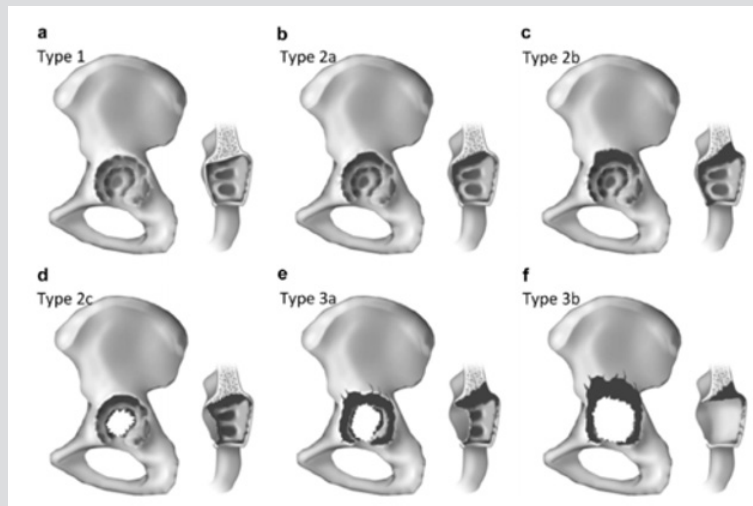 a
Type 1
b
Type 2a
c
Type 2b
d
Type 2c
e
Type 3a
f
Type 3b